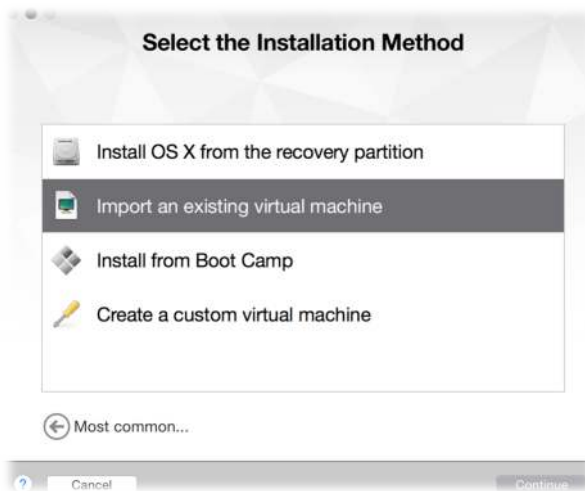 Select the Installation Method
Install OS X from the recovery partition
Import an existing virtual machine
Install from Boot Camp
Create a custom virtual machine
Most common...
? Cancel Continue